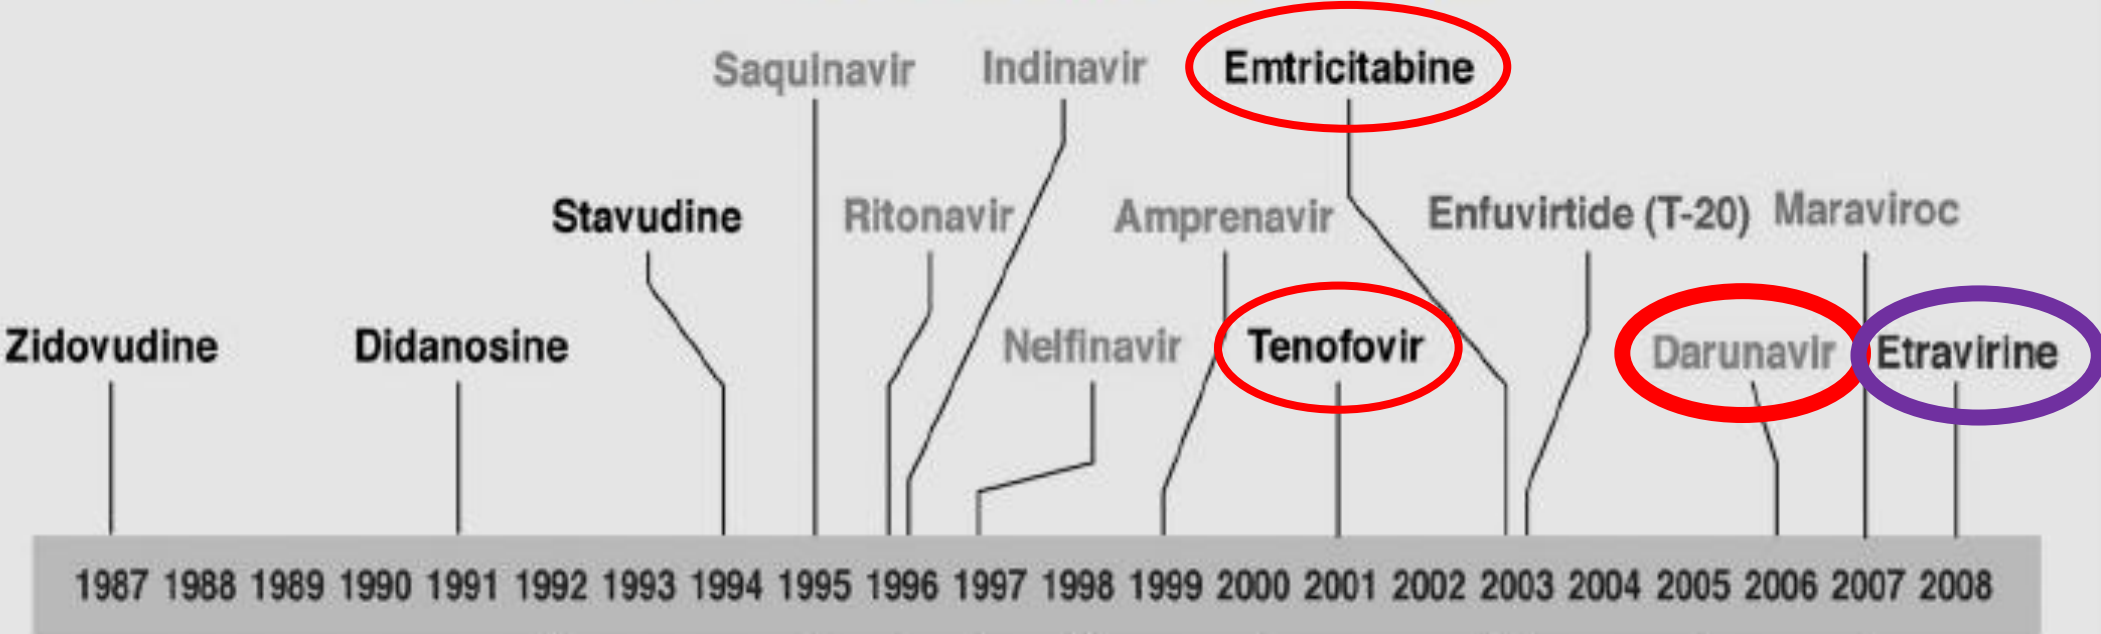 Saquinavir Indinavir Emtricitabine
Stavudine Ritonavir Amprenavir Enfuvirtide (T-20) Maraviroc
Zidovudine Didanosine Nelfinavir Tenofovir Darunavir Etravirine
1987 1988 1989 1990 1991 1992 1993 1994 1995 1996 1997 1998 1999 2000 2001 2002 2003 2004 2005 2006 2007 2008